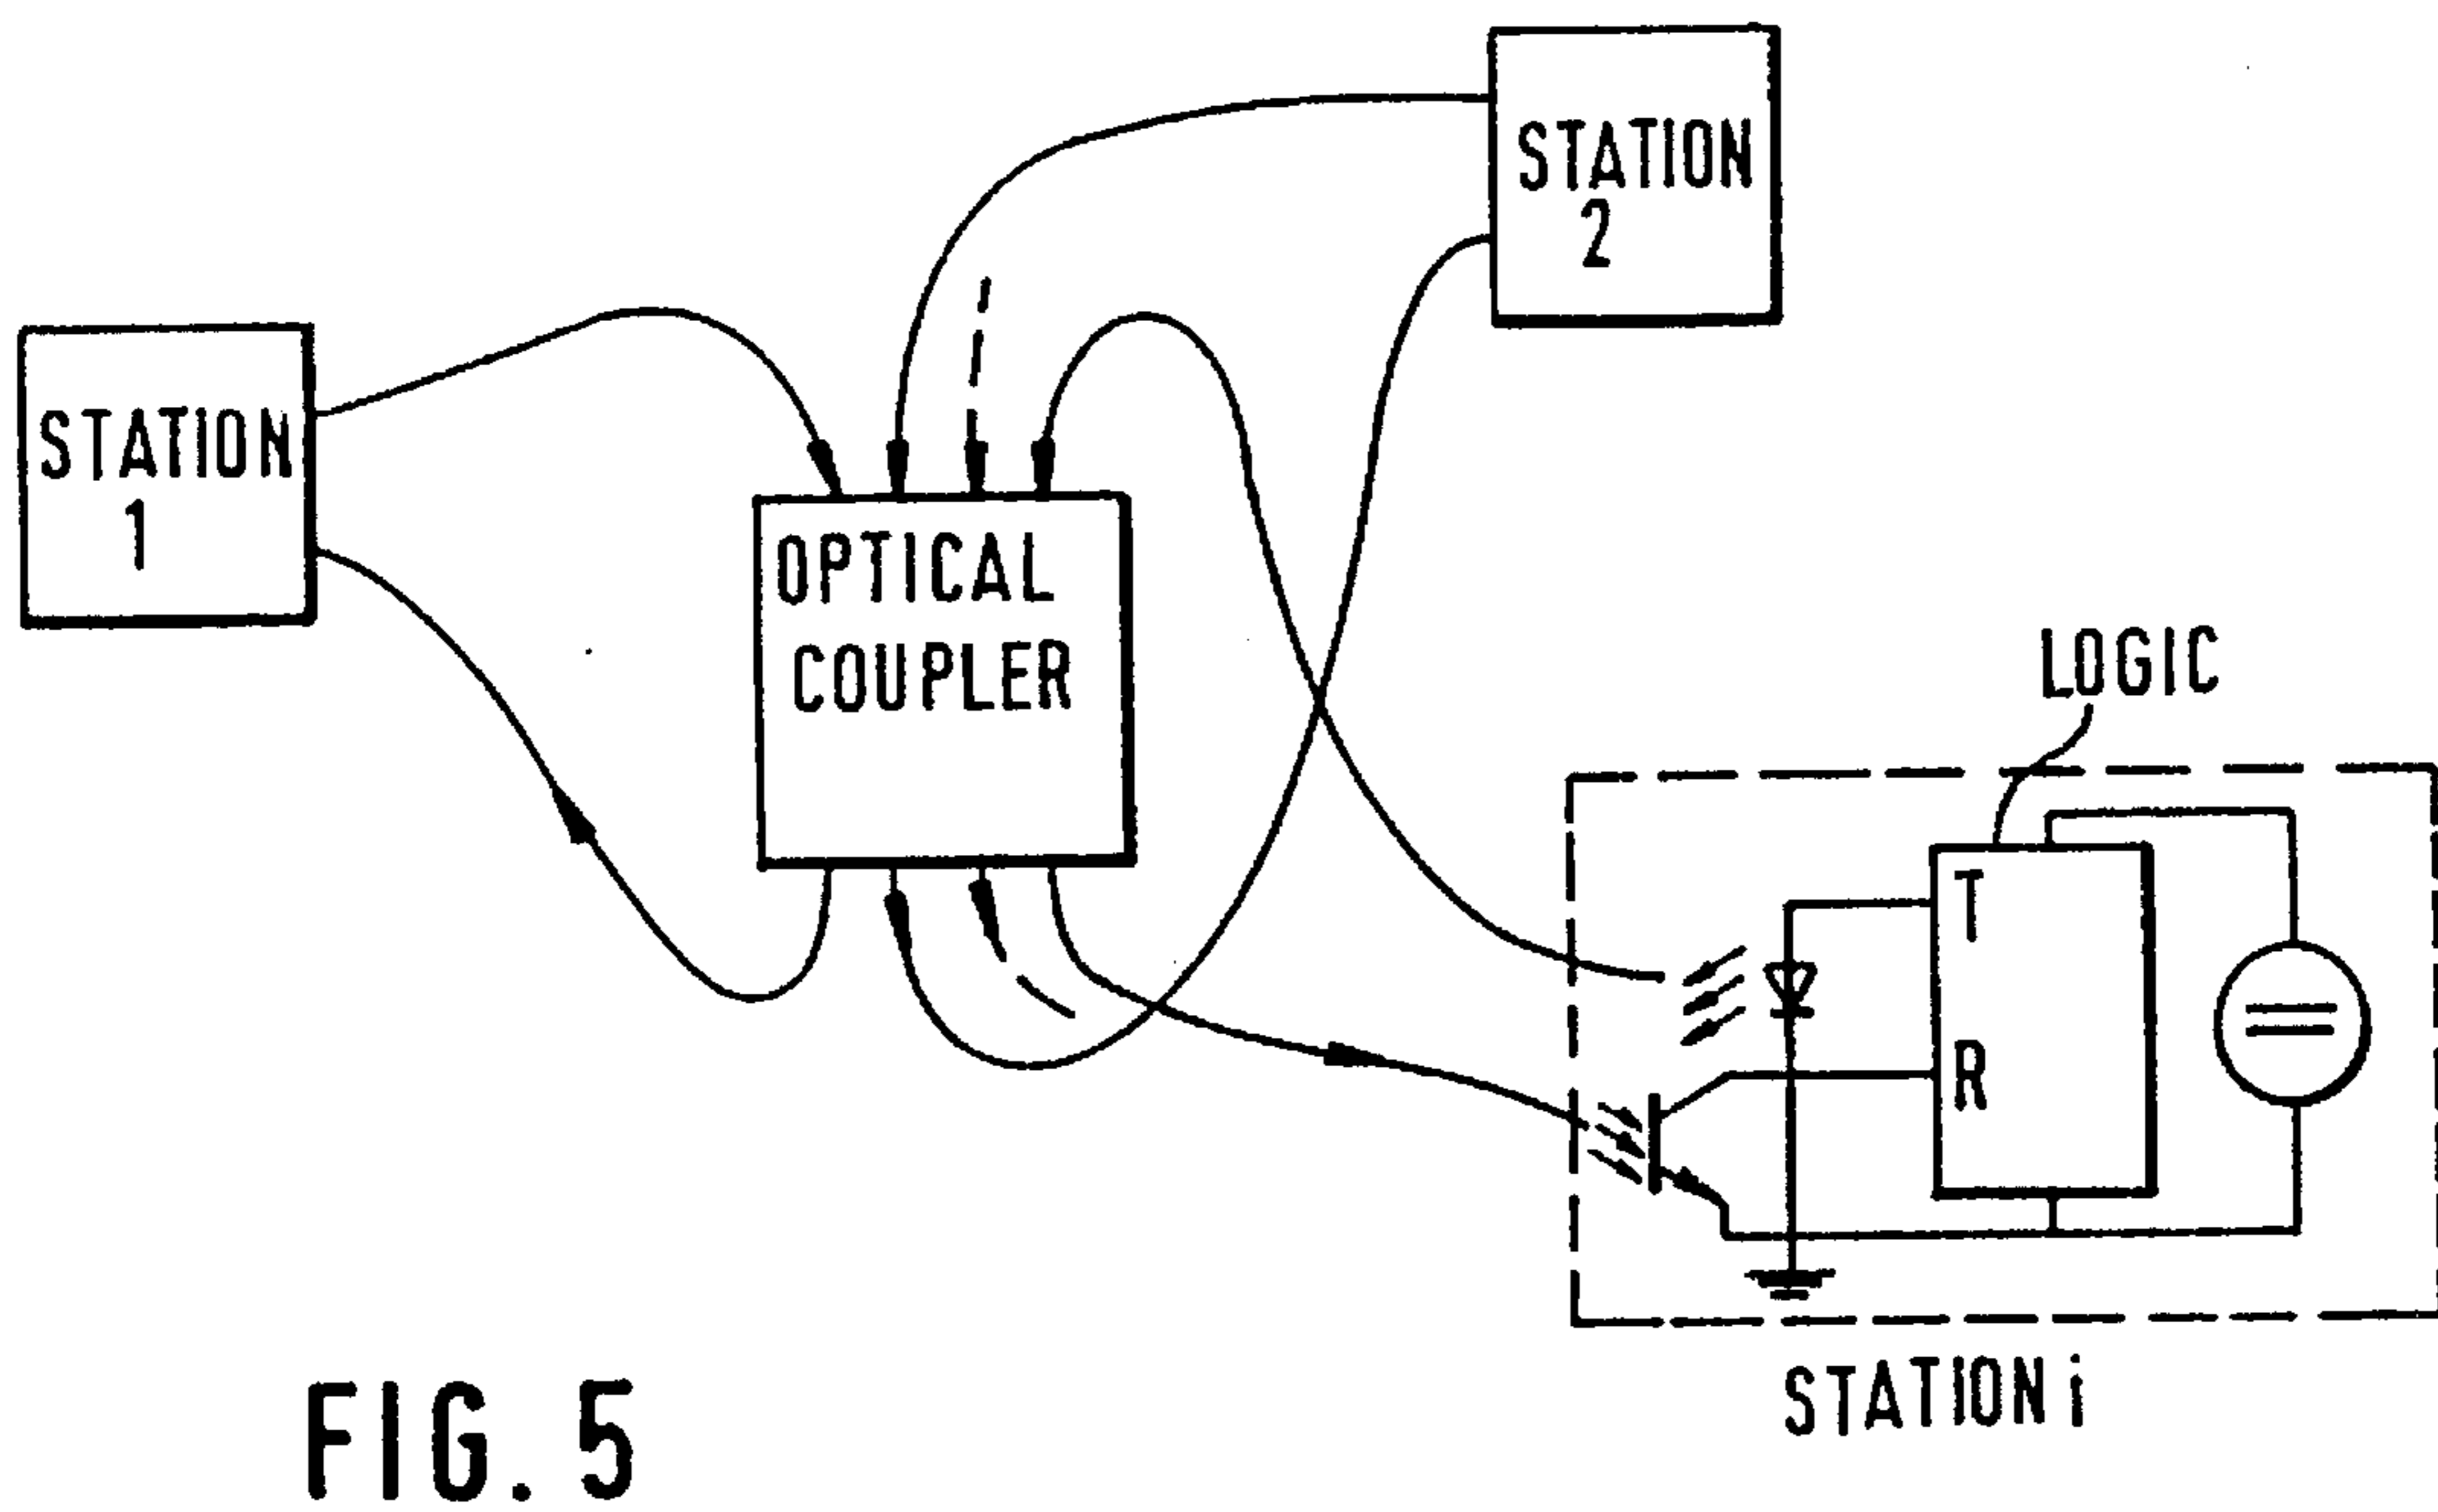 STATION
2
STATION
1
OPTICAL
COUPLER
LOGIC
T
R
STATION i
FIG. 5